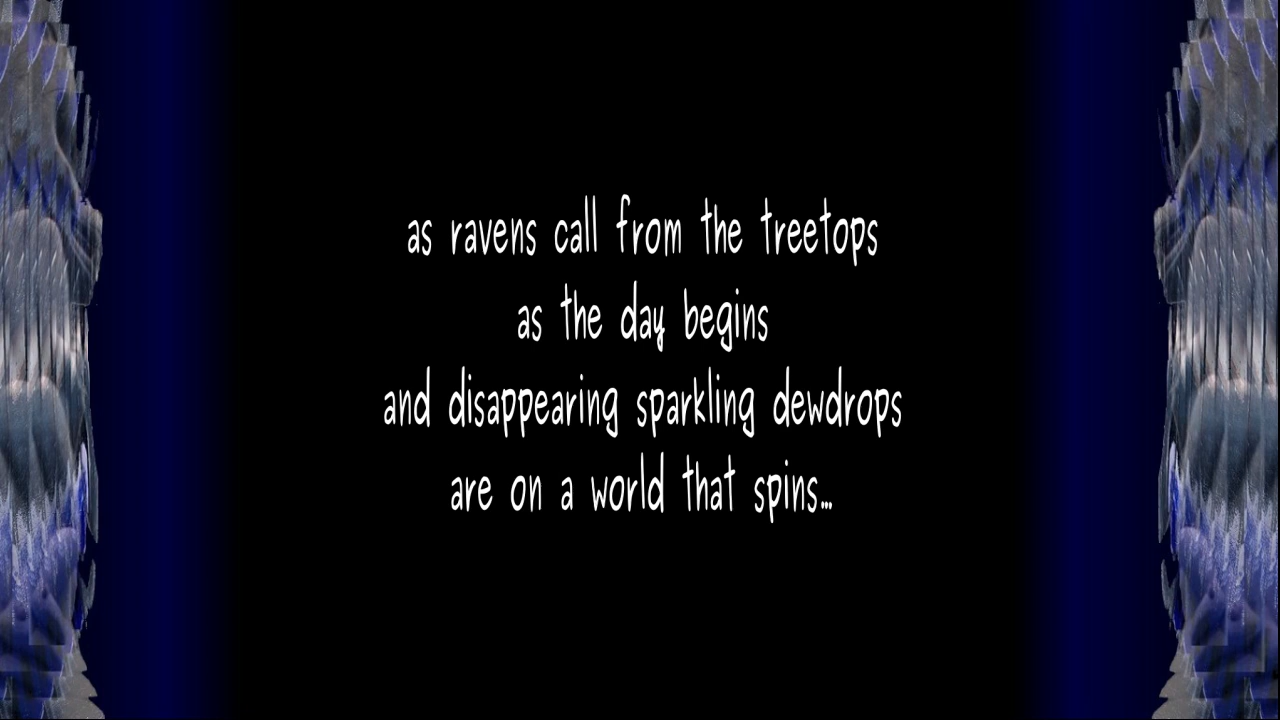 as ravens call from the treetops
as the day begins
and disappearing sparkling dewdrops
are on a world that spins...